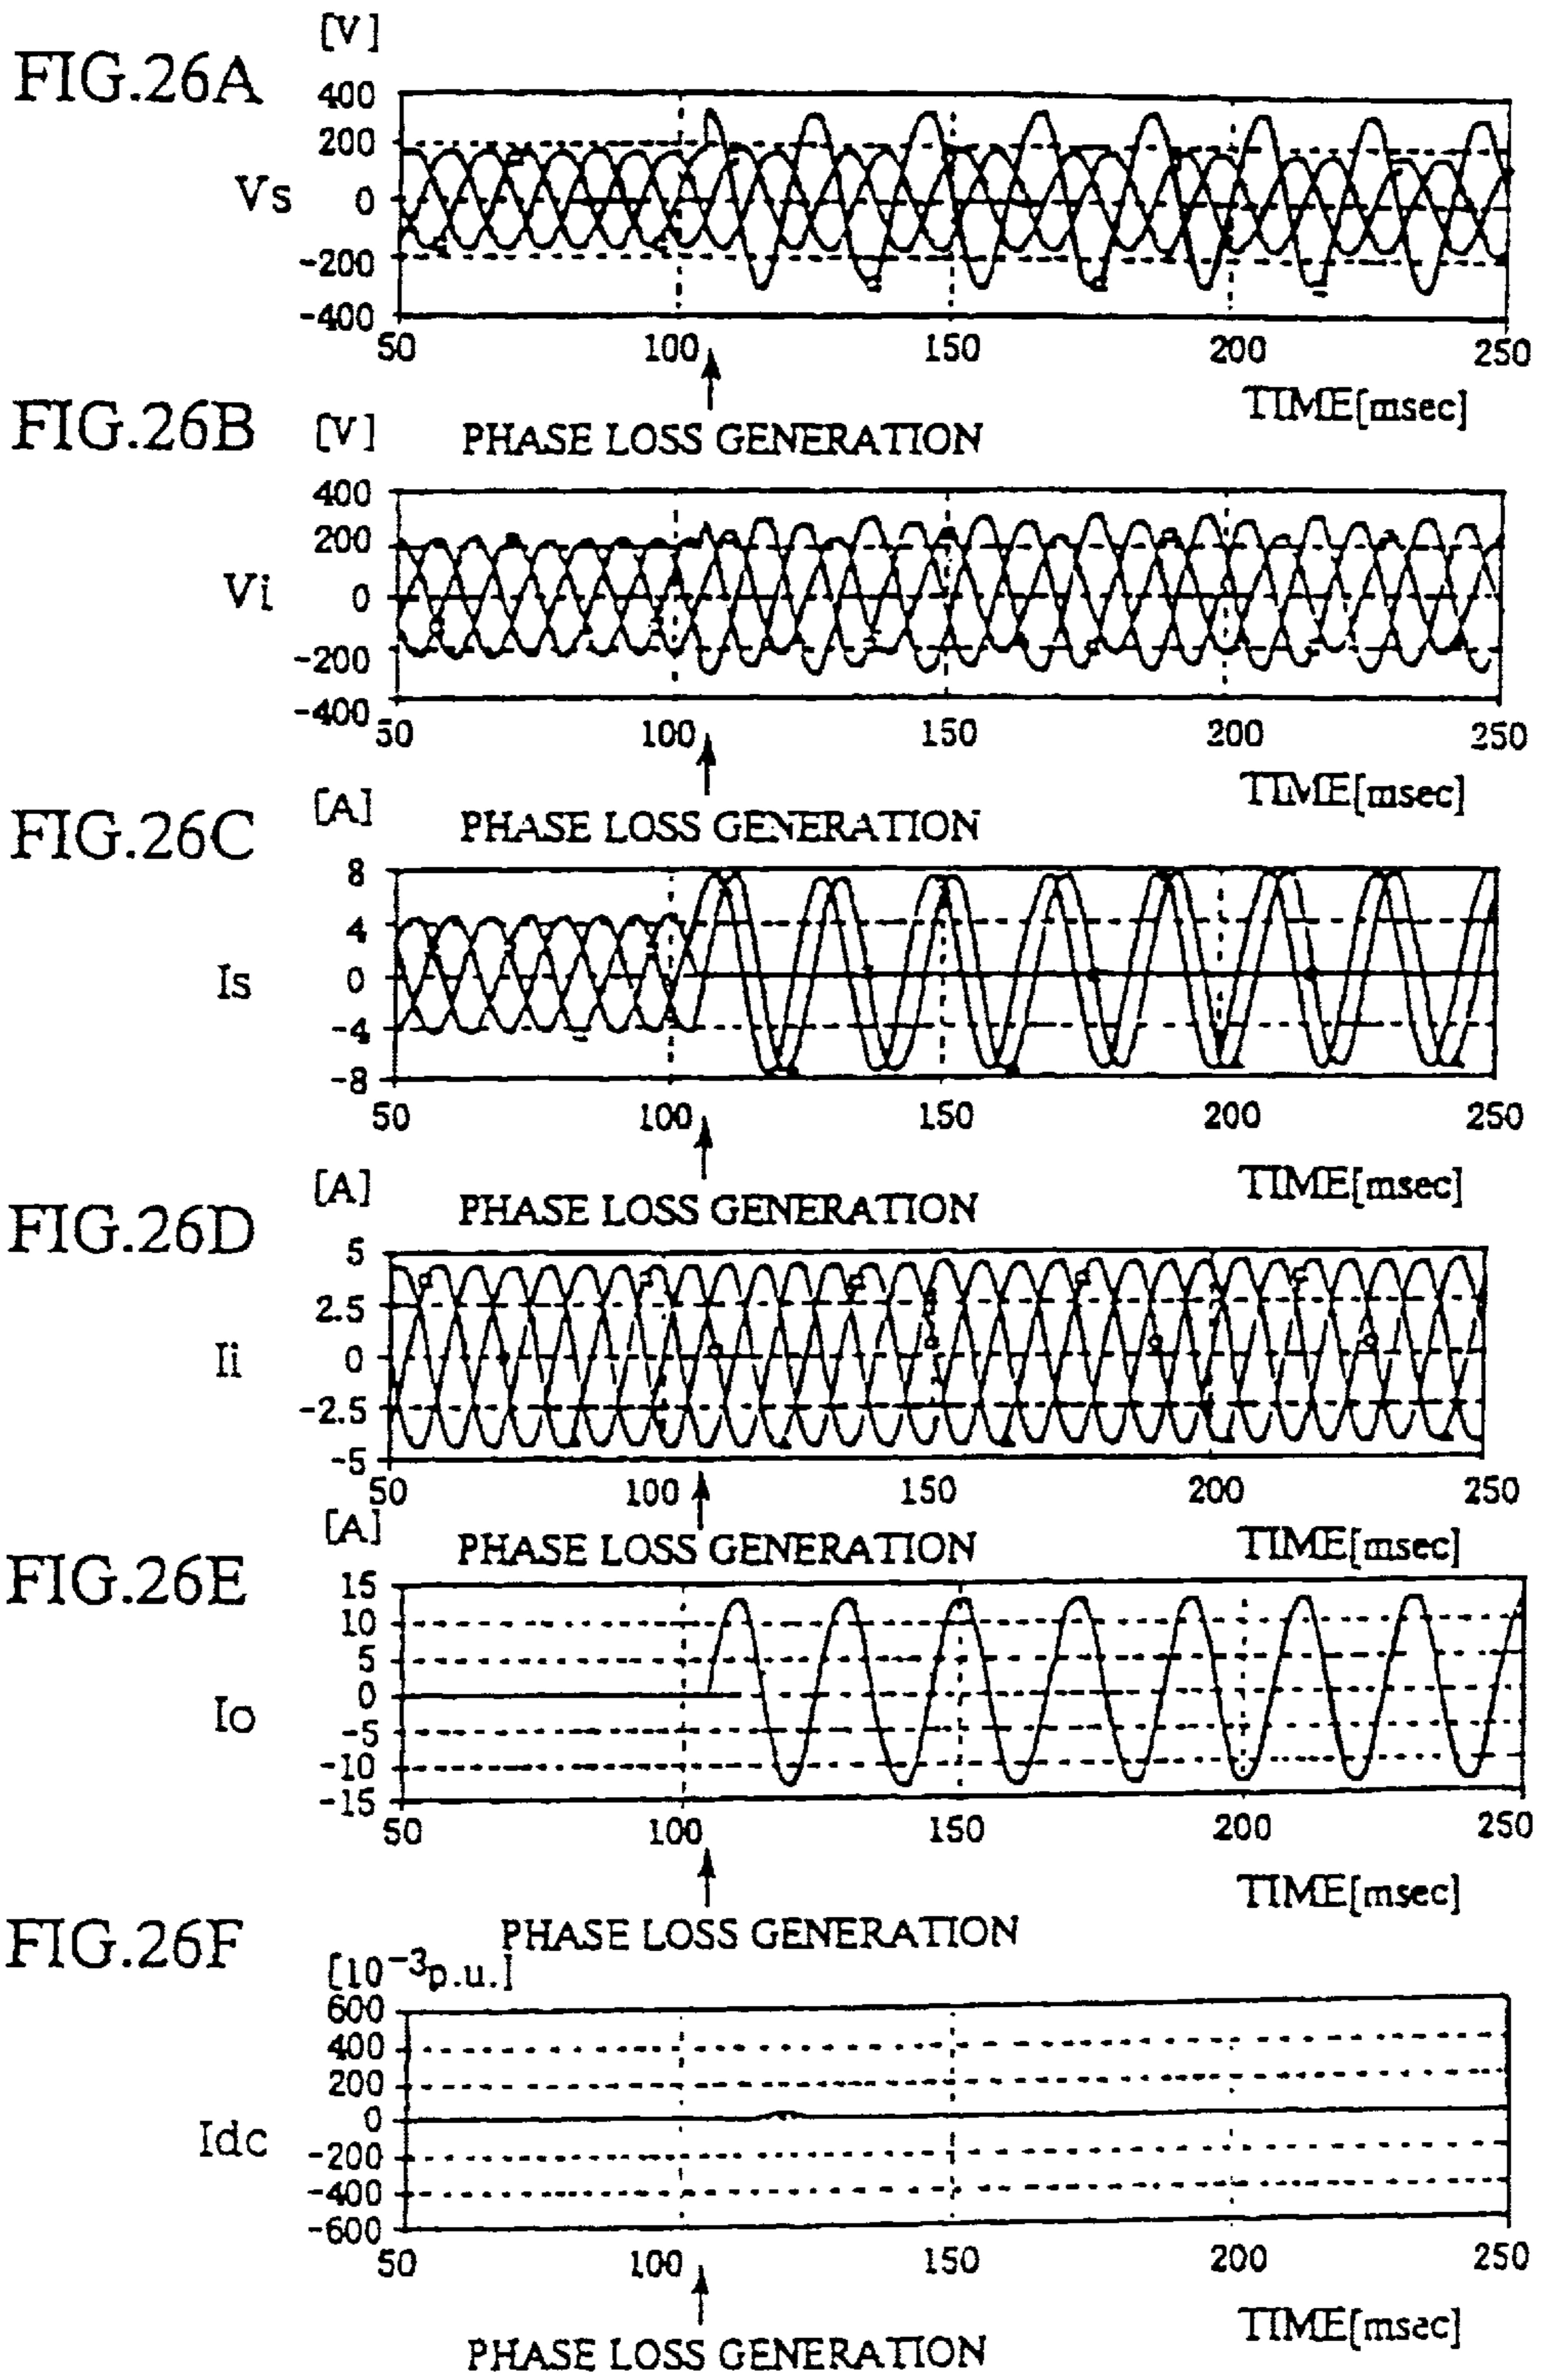 [V]
FIG.26A
400
200
Vs
0
-200
-400
50 100 150 200 250
TIME[msec]
PHASE LOSS GENERATION
FIG.26B
[V]
400
200
Vi
0
-200
-400
50 100 150 200 250
TIME[msec]
PHASE LOSS GENERATION
FIG.26C
[A]
8
4
Is
0
-4
-8
50 100 150 200 250
TIME[msec]
PHASE LOSS GENERATION
FIG.26D
[A]
5
2.5
Ii
0
-2.5
-5
50 100 150 200 250
TIME[msec]
PHASE LOSS GENERATION
FIG.26E
[A]
15
10
5
0
Io
-5
-10
-15
50 100 150 200 250
TIME[msec]
PHASE LOSS GENERATION
FIG.26F
[10⁻³p.u.]
600
400
200
0
Idc
-200
-400
-600
50 100 150 200 250
TIME[msec]
PHASE LOSS GENERATION